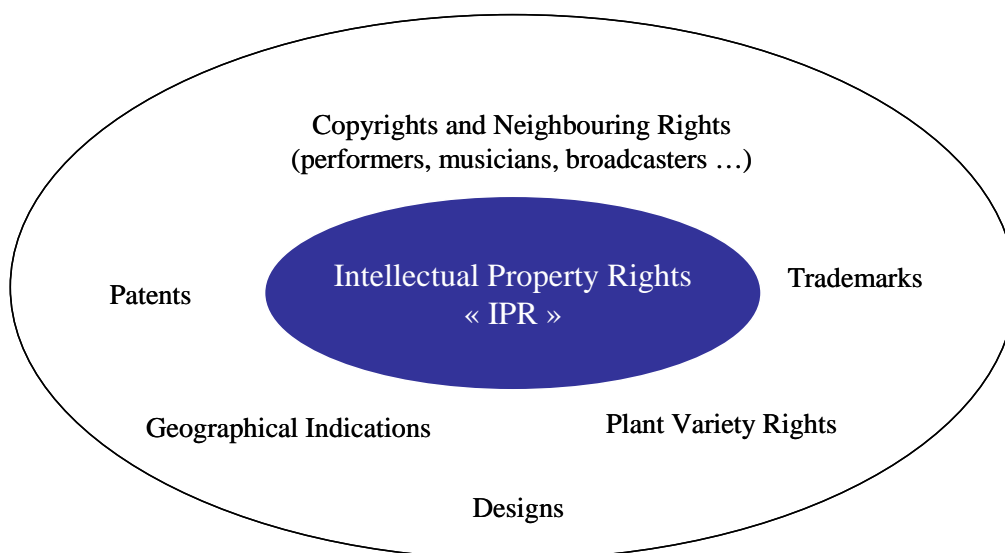 Copyrights and Neighbouring Rights
(performers, musicians, broadcasters …)
Intellectual Property Rights
« IPR »
Trademarks
Patents
Geographical Indications
Plant Variety Rights
Designs